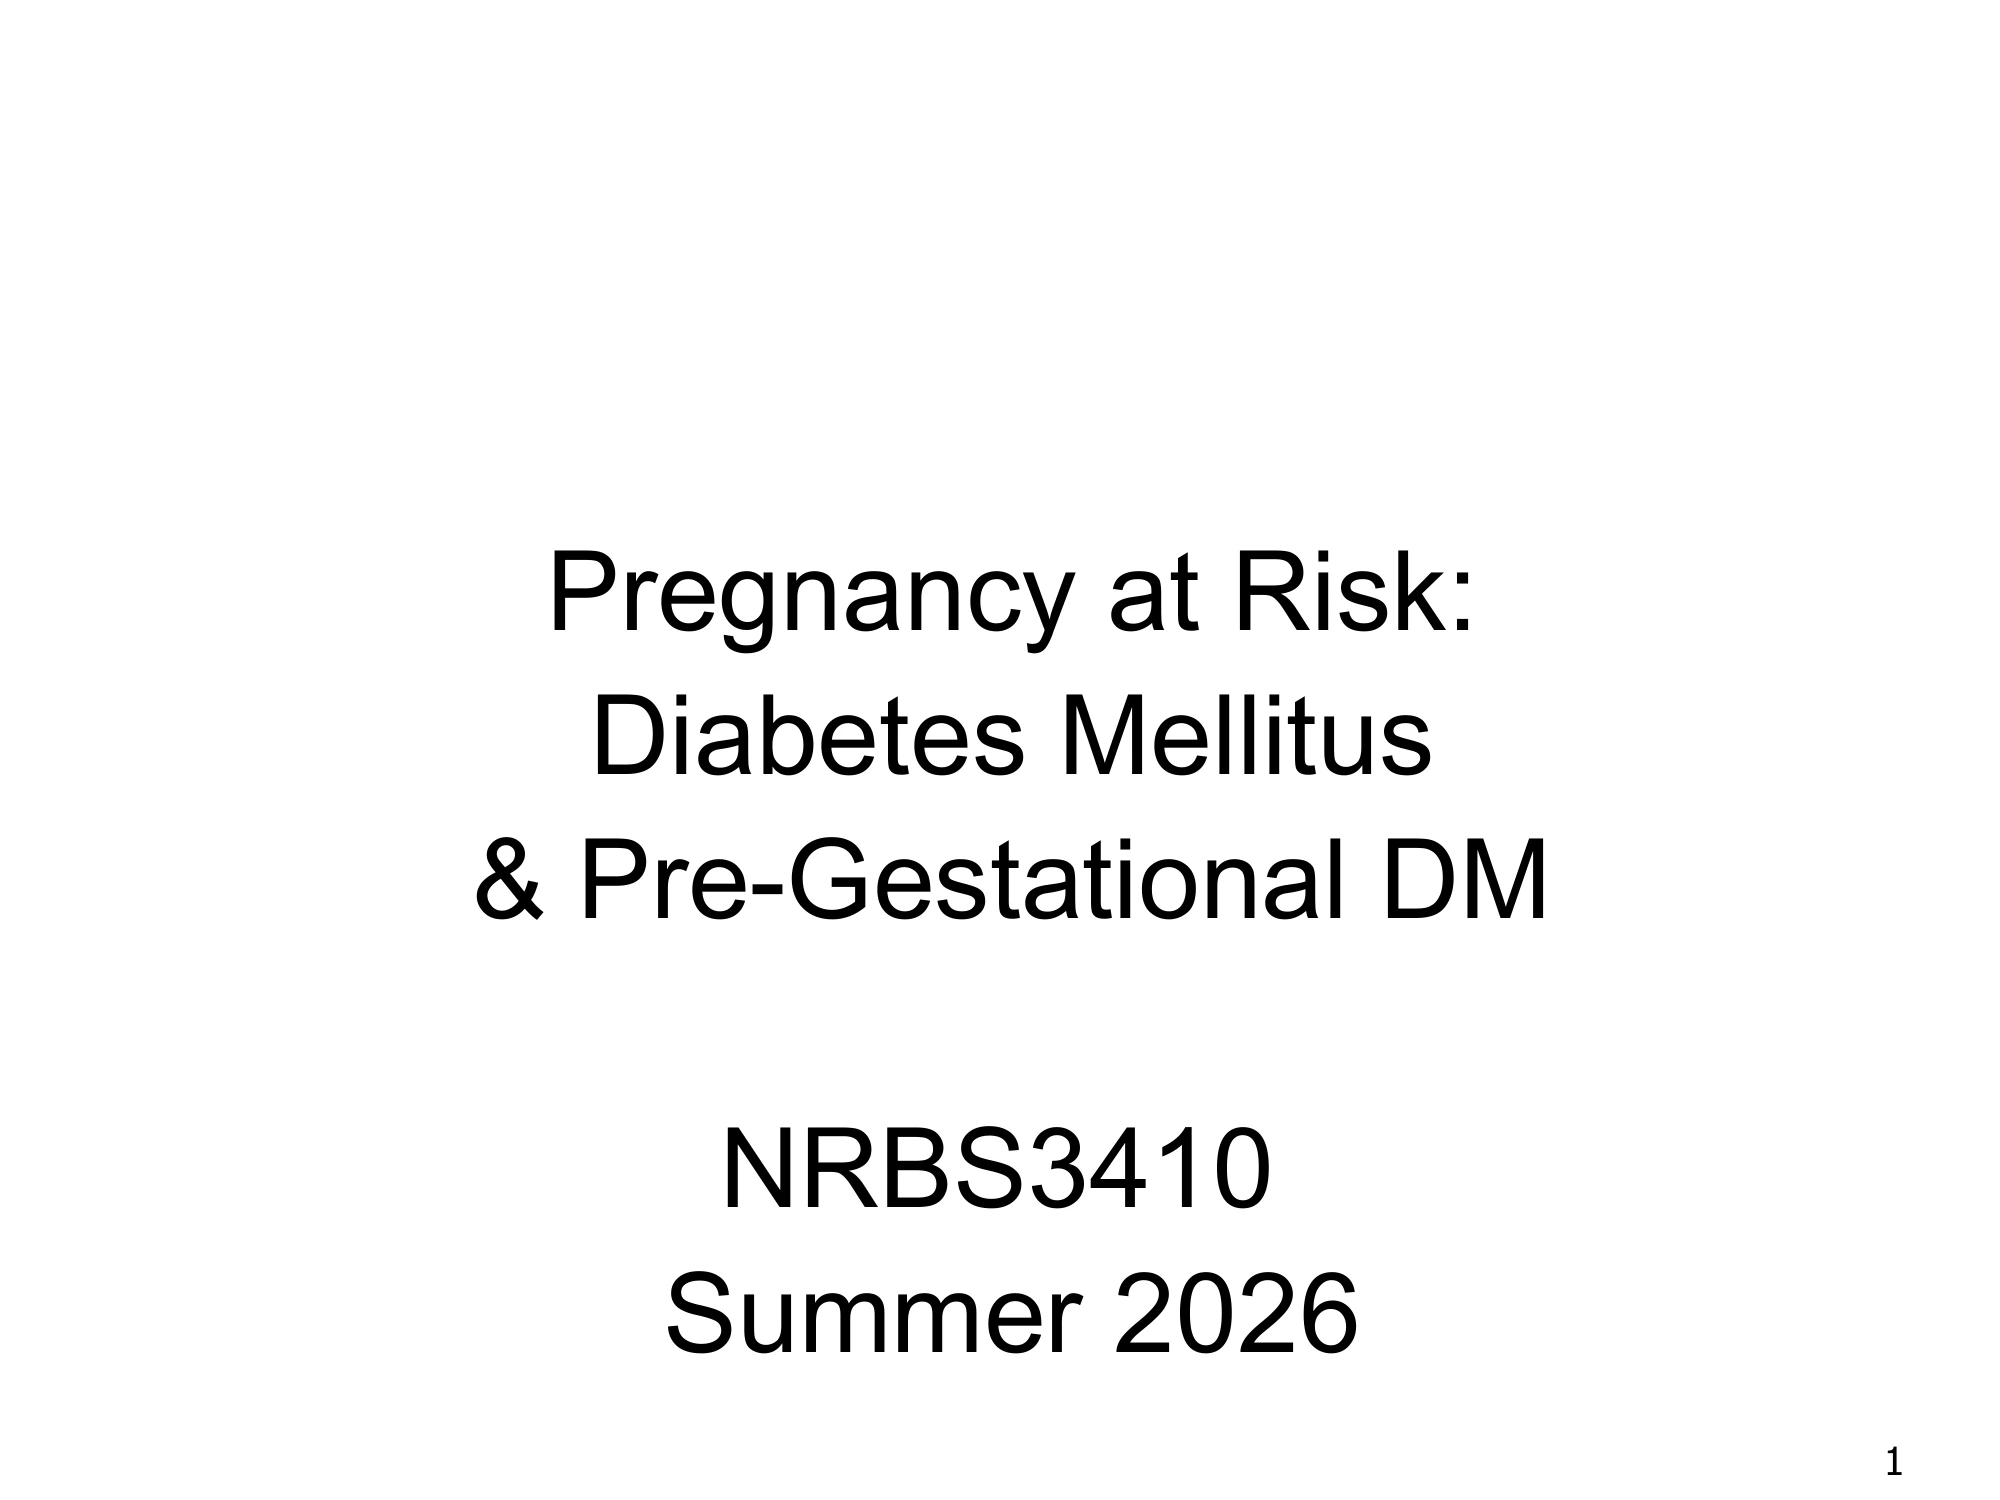 Pregnancy at Risk:
Diabetes Mellitus
& Pre-Gestational DM
NRBS3410
Summer 2026
1